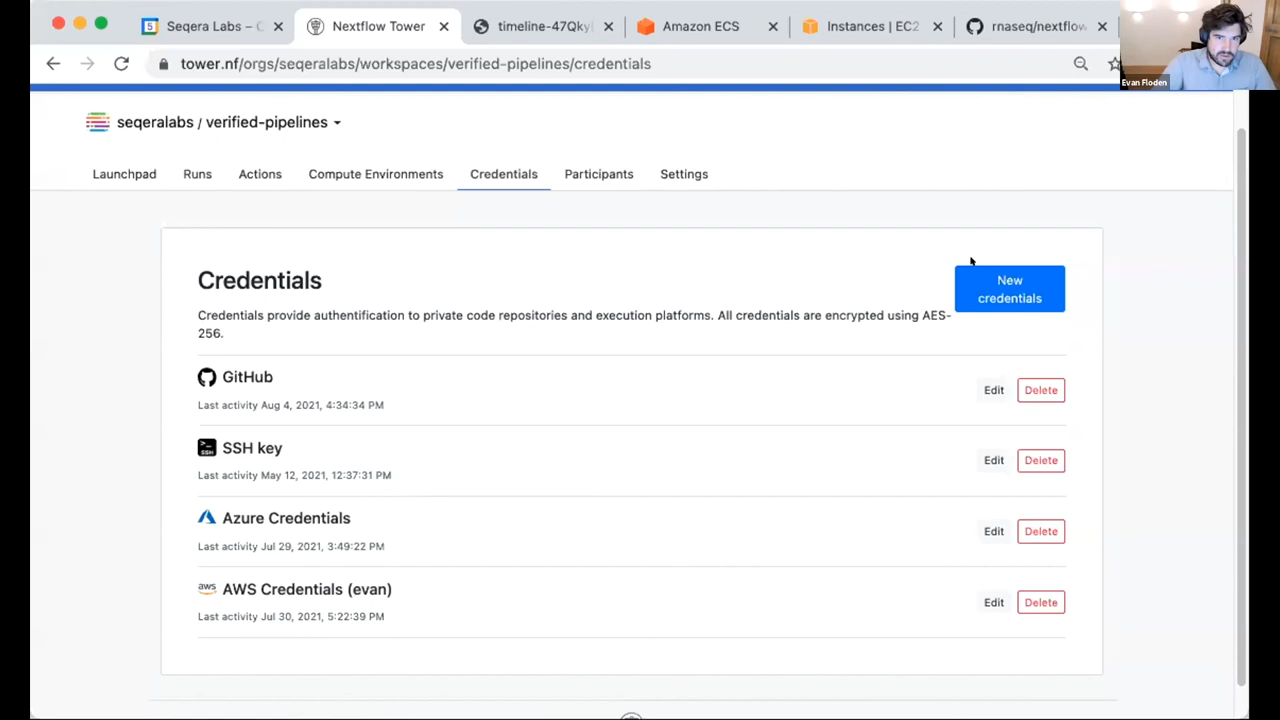 Seqera Labs – C
Nextflow Tower
timeline-47Qkyl
Amazon ECS
Instances | EC2
rnaseq/nextflow
tower.nf/orgs/seqeralabs/workspaces/verified-pipelines/credentials
Evan Floden
seqeralabs / verified-pipelines
Launchpad Runs Actions Compute Environments Credentials Participants Settings
Credentials
New
credentials
Credentials provide authentification to private code repositories and execution platforms. All credentials are encrypted using AES-
256.
GitHub
Last activity Aug 4, 2021, 4:34:34 PM
Edit Delete
SSH
SSH key
Last activity May 12, 2021, 12:37:31 PM
Edit Delete
Azure Credentials
Last activity Jul 29, 2021, 3:49:22 PM
Edit Delete
aws
AWS Credentials (evan)
Last activity Jul 30, 2021, 5:22:39 PM
Edit Delete